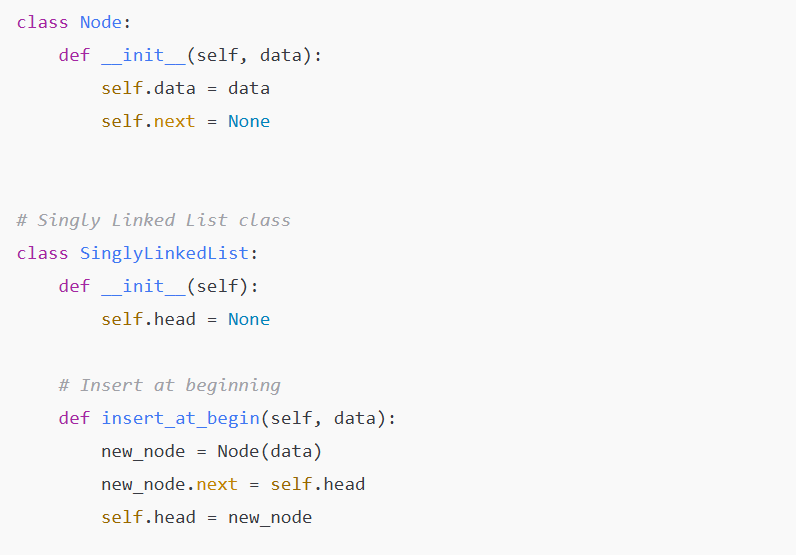 class Node:
    def __init__(self, data):
        self.data = data
        self.next = None
# Singly Linked List class
class SinglyLinkedList:
    def __init__(self):
        self.head = None
    # Insert at beginning
    def insert_at_begin(self, data):
        new_node = Node(data)
        new_node.next = self.head
        self.head = new_node